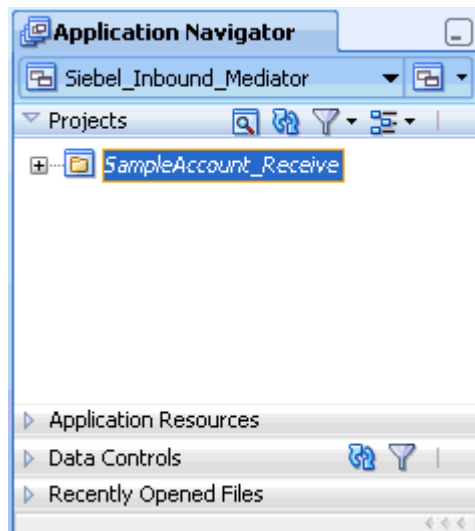 Application Navigator
Siebel_Inbound_Mediator
Projects
SampleAccount_Receive
Application Resources
Data Controls
Recently Opened Files